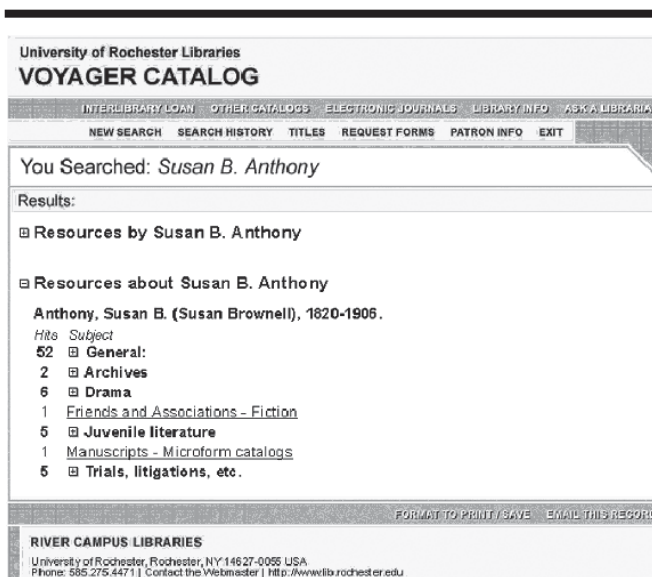 University of Rochester Libraries
VOYAGER CATALOG
INTERLIBRARY LOAN OTHER CATALOGS ELECTRONIC JOURNALS LIBRARY INFO ASK A LIBRARIA
NEW SEARCH SEARCH HISTORY TITLES REQUEST FORMS PATRON INFO EXIT
You Searched: Susan B. Anthony
Results:
⊞ Resources by Susan B. Anthony
⊟ Resources about Susan B. Anthony
Anthony, Susan B. (Susan Brownell), 1820-1906.
Hits Subject
52 ⊞ General:
2 ⊞ Archives
6 ⊞ Drama
1 Friends and Associations - Fiction
5 ⊞ Juvenile literature
1 Manuscripts - Microform catalogs
5 ⊞ Trials, litigations, etc.
FORMAT TO PRINT / SAVE EMAIL THIS RECOR
RIVER CAMPUS LIBRARIES
University of Rochester, Rochester, NY 14627-0055 USA
Phone: 585.275.4471 | Contact the Webmaster | http://www.lib.rochester.edu